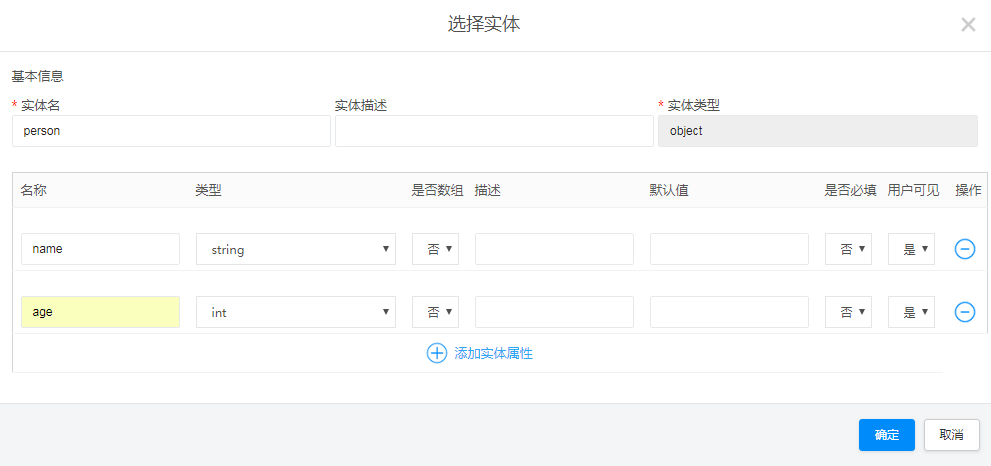 选择实体
基本信息
* 实体名 实体描述 * 实体类型
person object
名称 类型 是否数组 描述 默认值 是否必填 用户可见 操作
name string 否 否 是
age int 否 否 是
添加实体属性
确定 取消